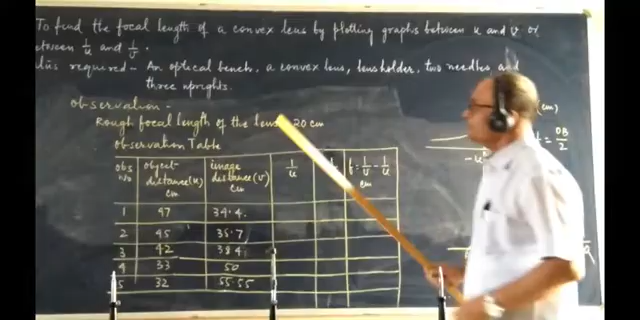 To find the focal length of a convex lens by plotting graphs between u and v or
between 1/u and 1/v.
required - An optical bench, a convex lens, lensholder, two needles and
three uprights.
observation -
Rough focal length of the lens 20 cm
observation Table
obs no | object distance (u) cm | image distance (v) cm | 1/u | 1 | f = 1/v - 1/u cm
1 | 47 | 34.4
2 | 45 | 35.7
3 | 42 | 38.4
4 | 33 | 50
5 | 32 | 55.55
(cm)
= OB/2
-u